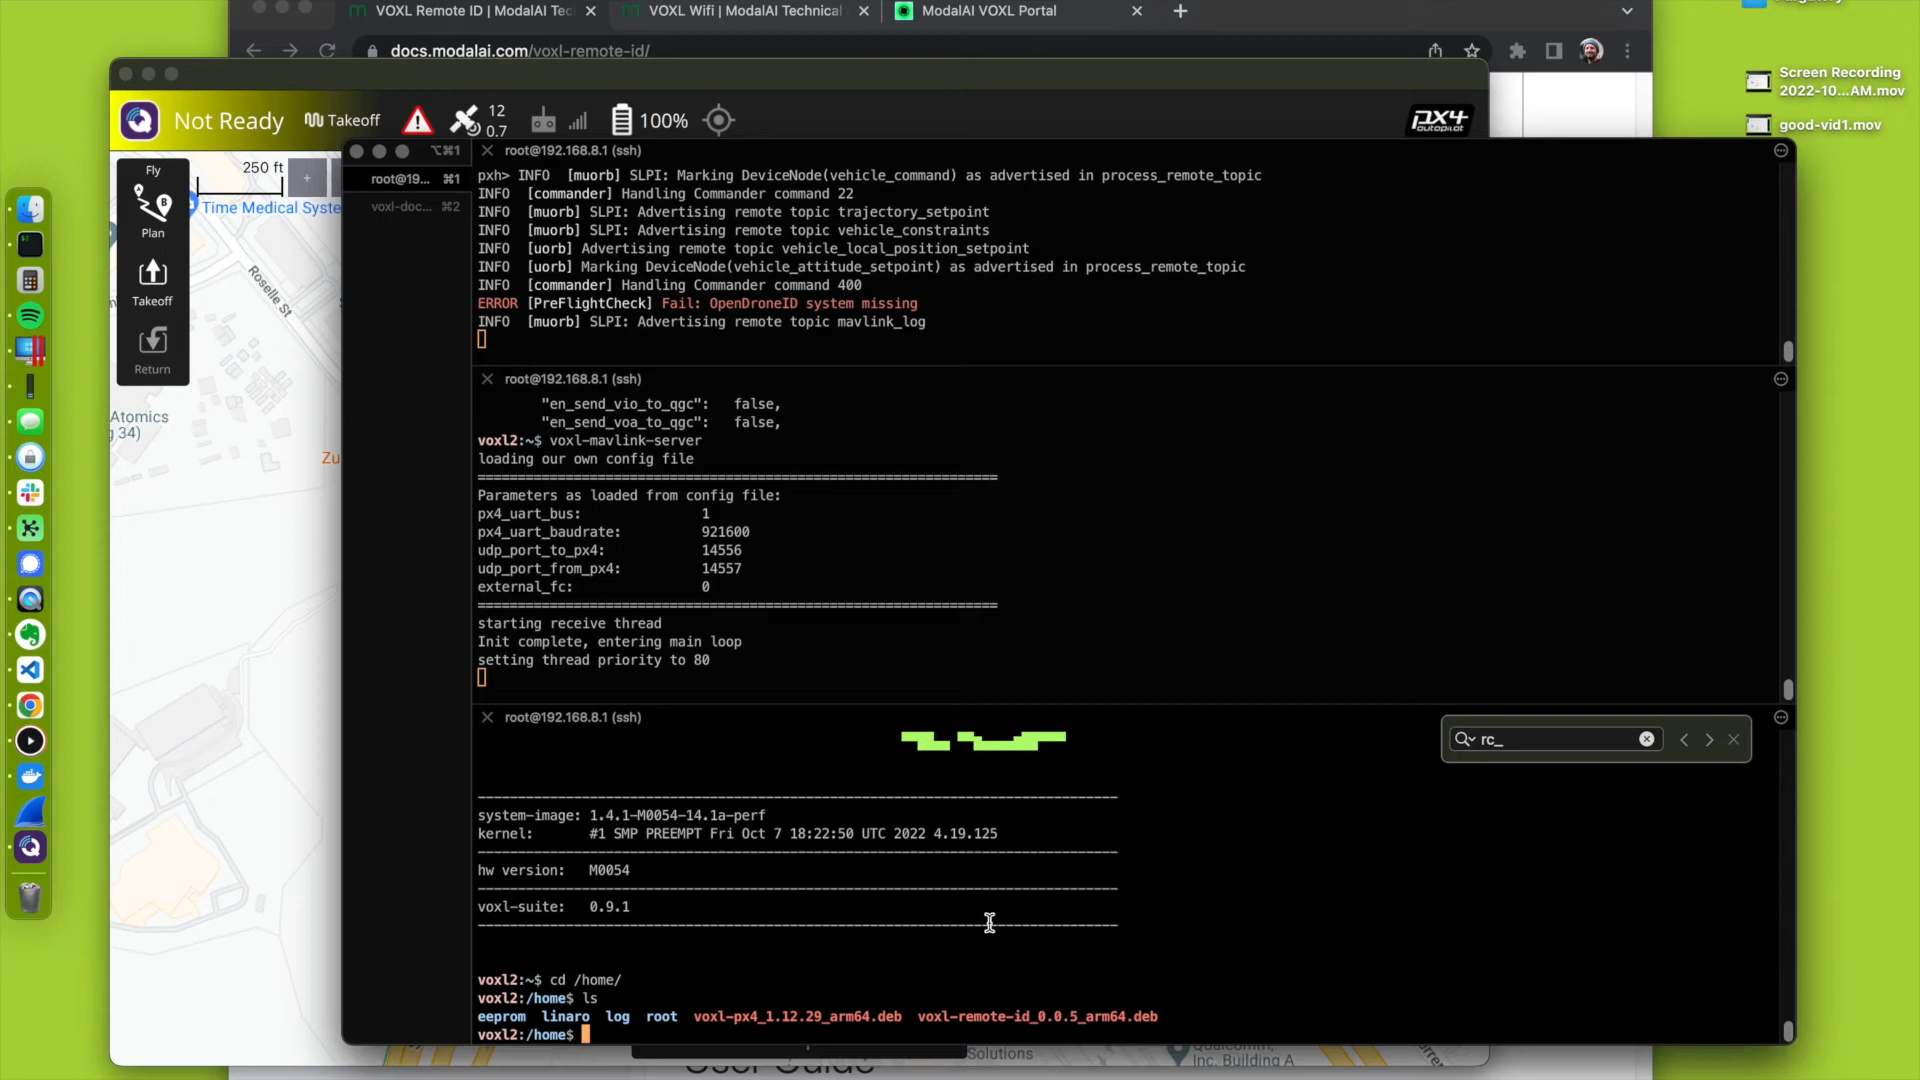 VOXL Remote ID | ModalAI Tec
VOXL Wifi | ModalAI Technical
ModalAI VOXL Portal
docs.modalai.com/voxl-remote-id/
Screen Recording
2022-10...AM.mov
good-vid1.mov
Not Ready
Takeoff
12
0.7
100%
PX4
autopilot
Fly
Plan
Takeoff
Return
250 ft
Time Medical Syste
Roselle St
Atomics
g 34)
Zu
⌥⌘1
root@19... ⌘1
voxl-doc... ⌘2
root@192.168.8.1 (ssh)
pxh> INFO [muorb] SLPI: Marking DeviceNode(vehicle_command) as advertised in process_remote_topic
INFO [commander] Handling Commander command 22
INFO [muorb] SLPI: Advertising remote topic trajectory_setpoint
INFO [muorb] SLPI: Advertising remote topic vehicle_constraints
INFO [uorb] Advertising remote topic vehicle_local_position_setpoint
INFO [uorb] Marking DeviceNode(vehicle_attitude_setpoint) as advertised in process_remote_topic
INFO [commander] Handling Commander command 400
ERROR [PreFlightCheck] Fail: OpenDroneID system missing
INFO [muorb] SLPI: Advertising remote topic mavlink_log
root@192.168.8.1 (ssh)
"en_send_vio_to_qgc": false,
"en_send_voa_to_qgc": false,
voxl2:~$ voxl-mavlink-server
loading our own config file
=================================================================
Parameters as loaded from config file:
px4_uart_bus: 1
px4_uart_baudrate: 921600
udp_port_to_px4: 14556
udp_port_from_px4: 14557
external_fc: 0
=================================================================
starting receive thread
Init complete, entering main loop
setting thread priority to 80
root@192.168.8.1 (ssh)
rc_
--------------------------------------------------------------------------------
system-image: 1.4.1-M0054-14.1a-perf
kernel: #1 SMP PREEMPT Fri Oct 7 18:22:50 UTC 2022 4.19.125
--------------------------------------------------------------------------------
hw version: M0054
--------------------------------------------------------------------------------
voxl-suite: 0.9.1
--------------------------------------------------------------------------------
voxl2:~$ cd /home/
voxl2:/home$ ls
eeprom linaro log root voxl-px4_1.12.29_arm64.deb voxl-remote-id_0.0.5_arm64.deb
voxl2:/home$
Solutions
Inc. Building A
User Guide